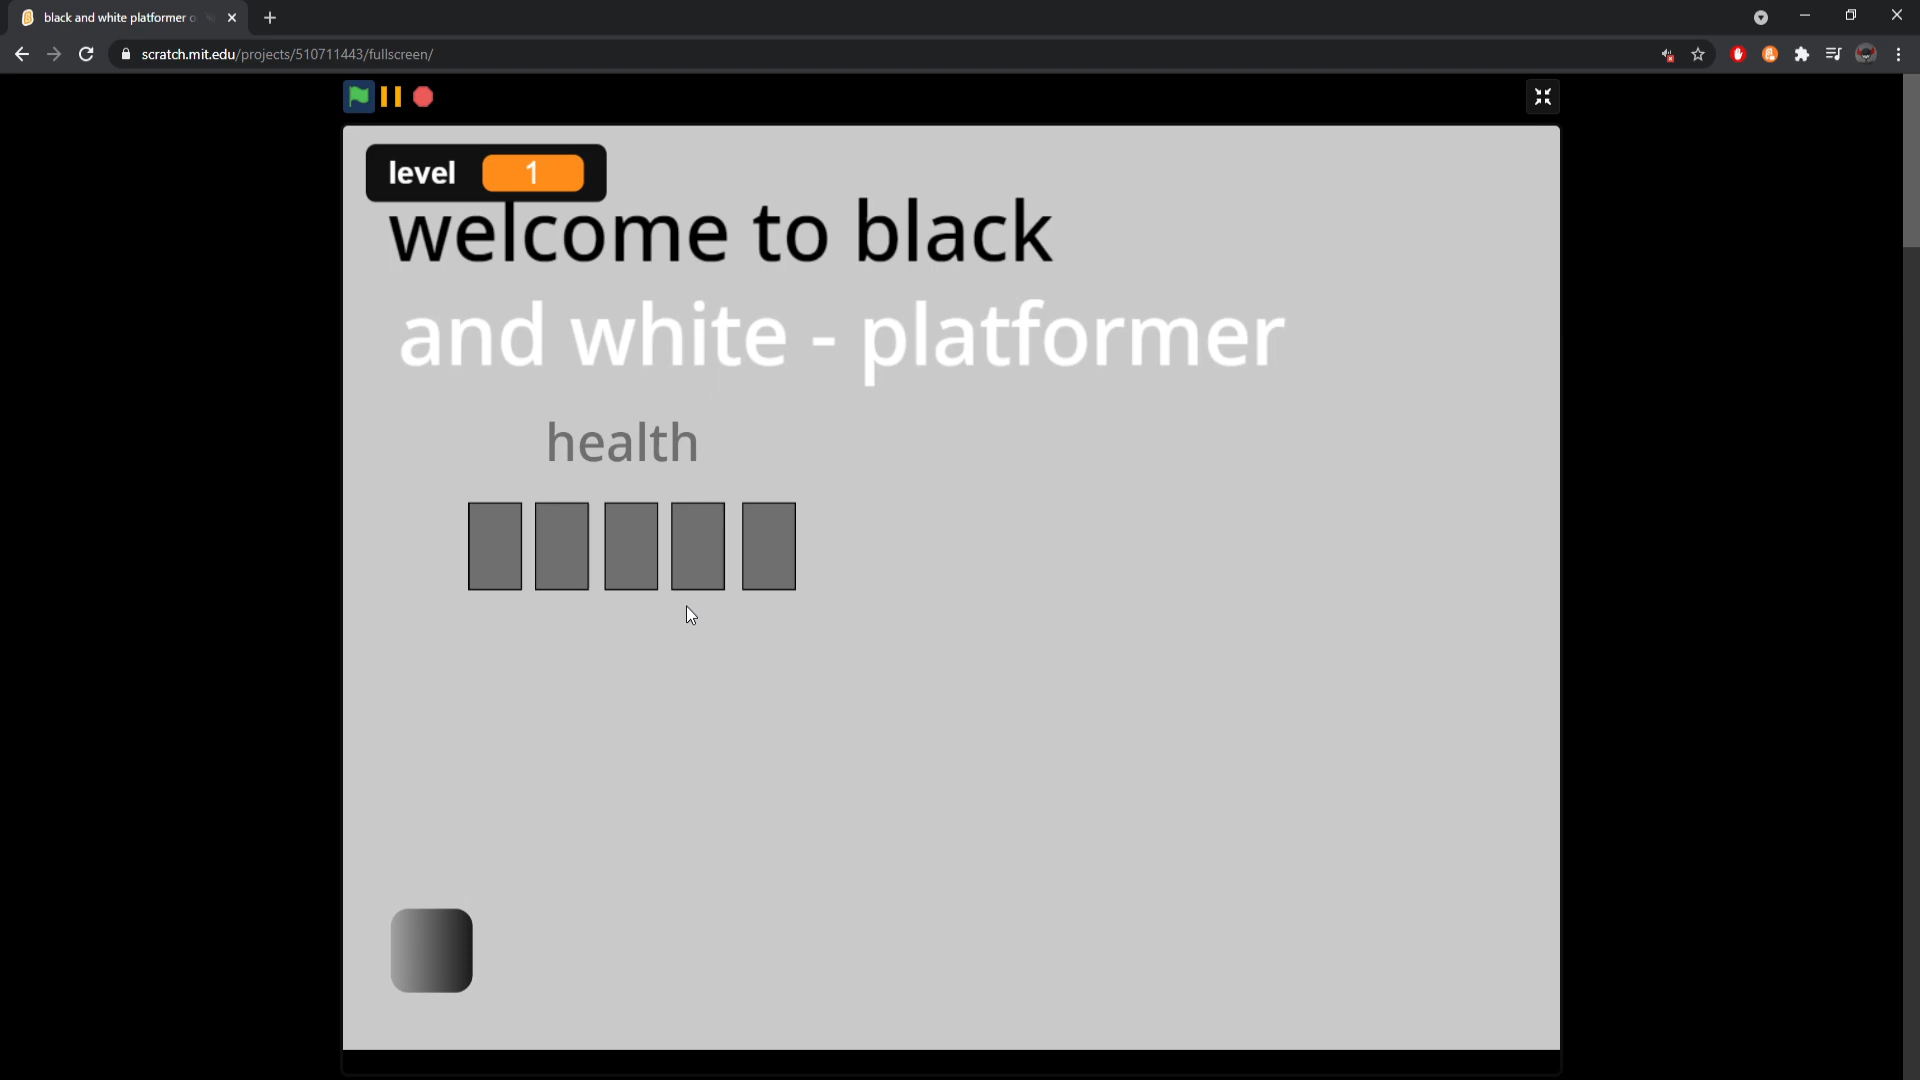 black and white platformer o
scratch.mit.edu/projects/510711443/fullscreen/
level 1
welcome to black
and white - platformer
health